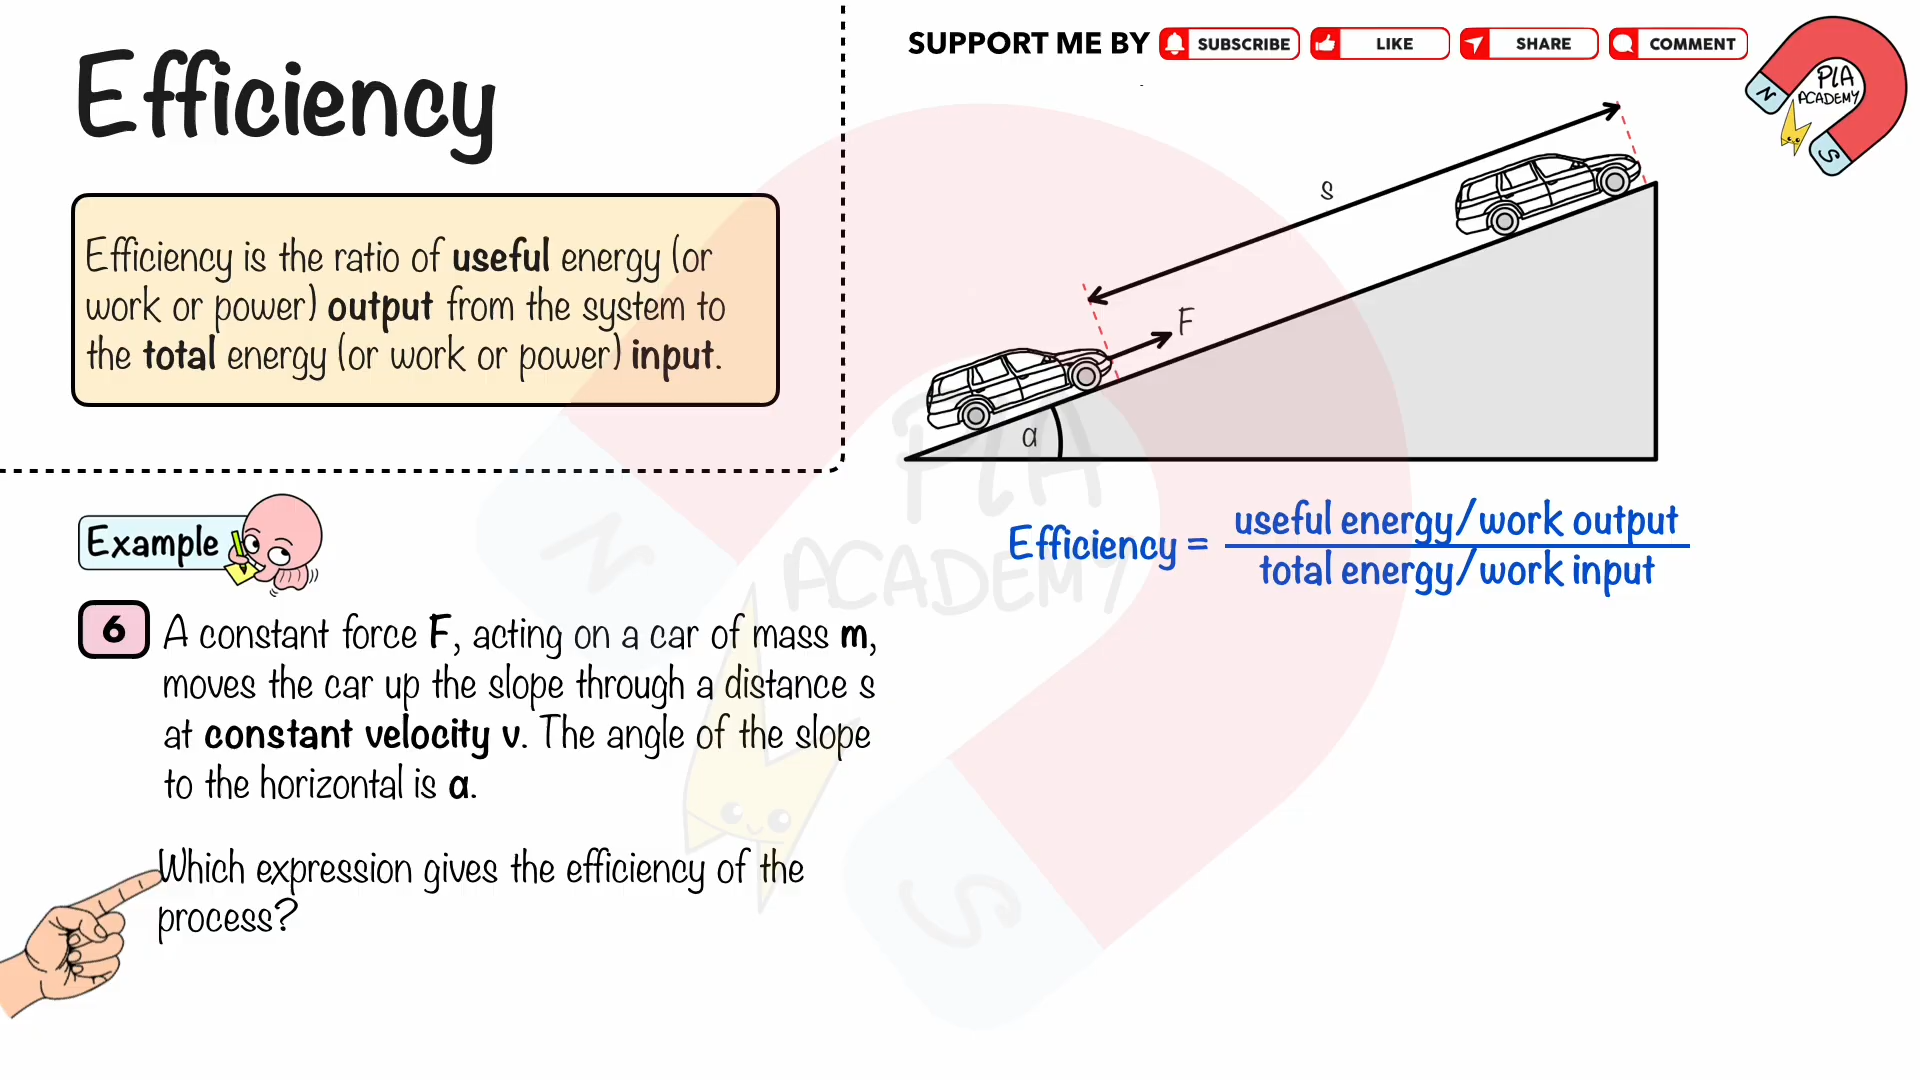 Efficiency
Efficiency is the ratio of useful energy (or
work or power) output from the system to
the total energy (or work or power) input.
SUPPORT ME BY SUBSCRIBE LIKE SHARE COMMENT
N PLA
ACADEMY
S
s
F
α
Efficiency = useful energy/work output
total energy/work input
Example
6 A constant force F, acting on a car of mass m,
moves the car up the slope through a distance s
at constant velocity v. The angle of the slope
to the horizontal is α.
Which expression gives the efficiency of the
process?
PLA
N ACADEMY
S